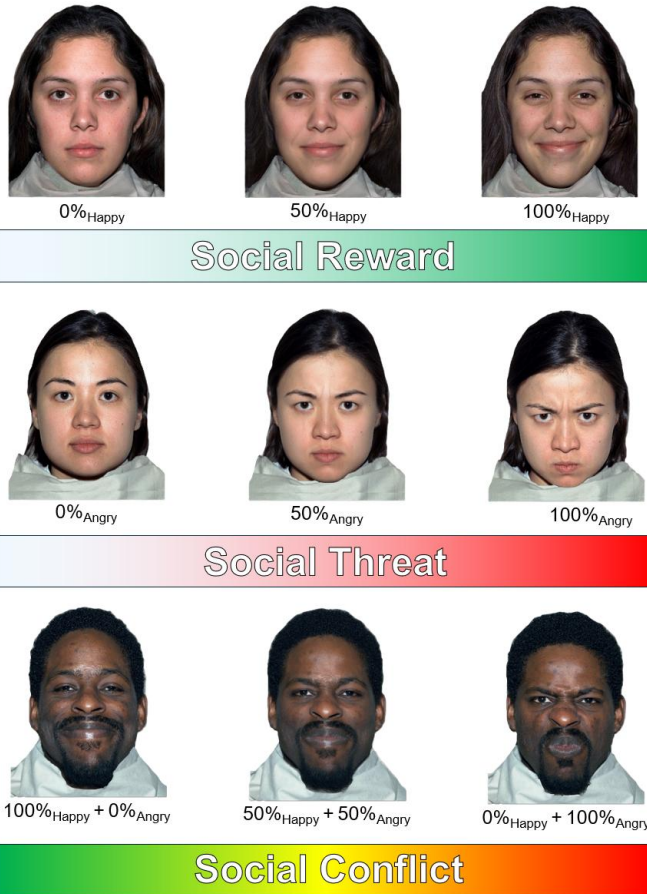 0%Happy 50%Happy 100%Happy
Social Reward
0%Angry 50%Angry 100%Angry
Social Threat
100%Happy + 0%Angry 50%Happy + 50%Angry 0%Happy + 100%Angry
Social Conflict